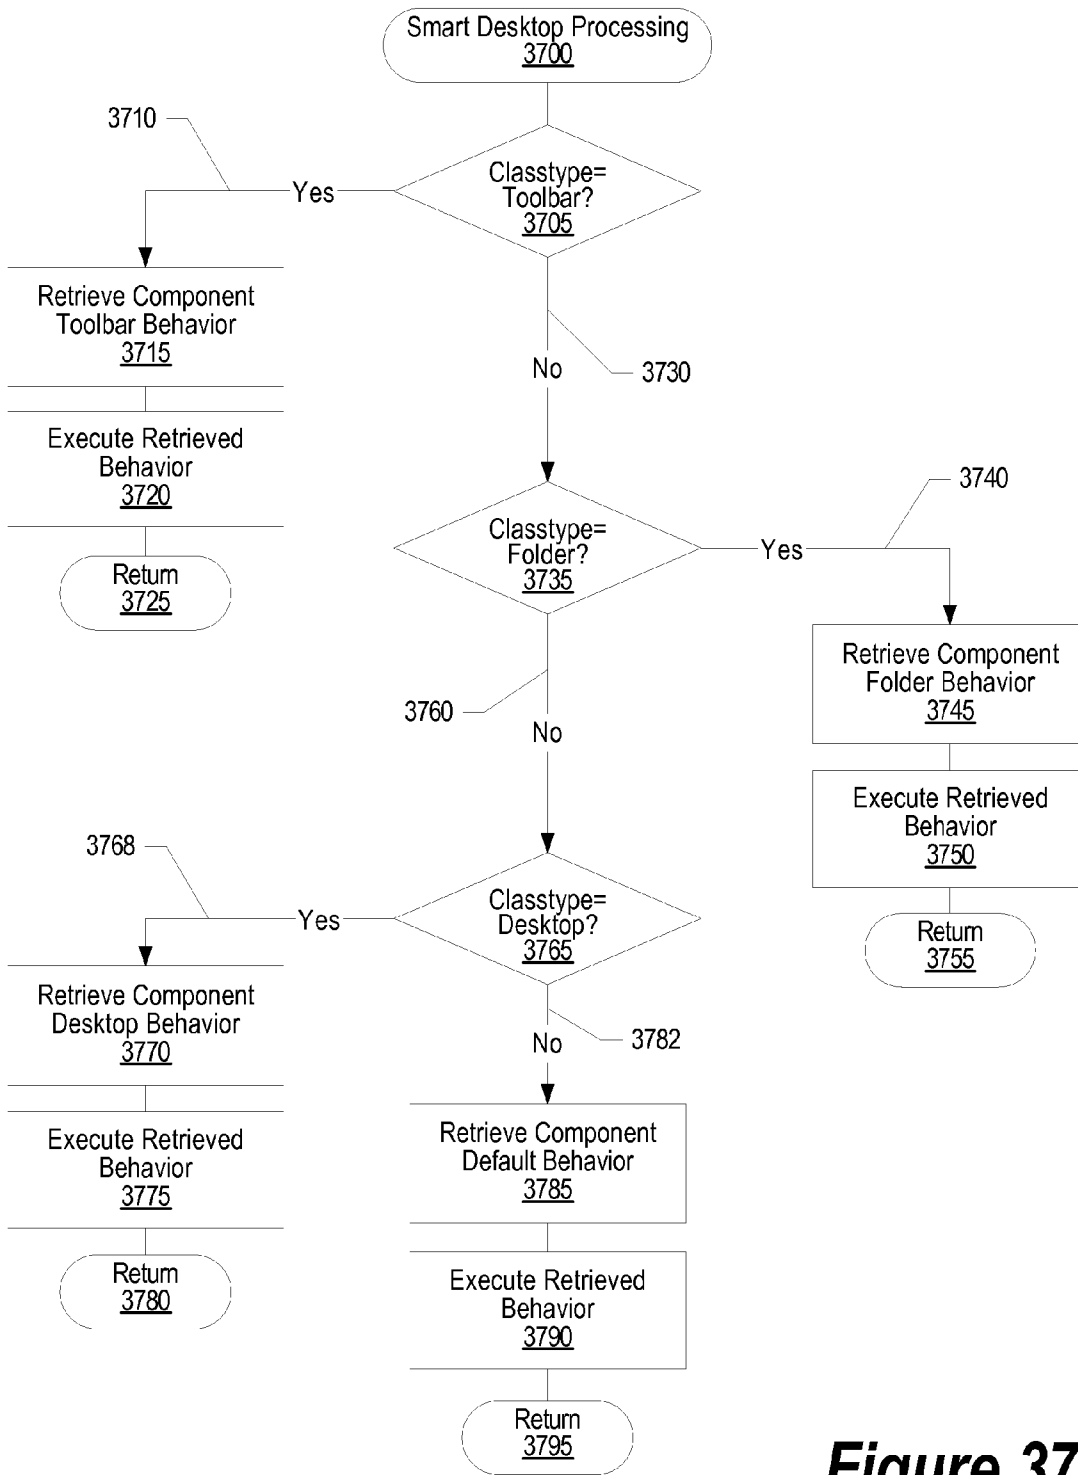 Smart Desktop Processing
3700
3710
Classtype=
Toolbar?
3705
Yes
Retrieve Component
Toolbar Behavior
3715
No
3730
Execute Retrieved
Behavior
3720
Return
3725
Classtype=
Folder?
3735
Yes
3740
Retrieve Component
Folder Behavior
3745
3760
No
Execute Retrieved
Behavior
3750
Return
3755
3768
Classtype=
Desktop?
3765
Yes
Retrieve Component
Desktop Behavior
3770
No
3782
Execute Retrieved
Behavior
3775
Return
3780
Retrieve Component
Default Behavior
3785
Execute Retrieved
Behavior
3790
Return
3795
Figure 37